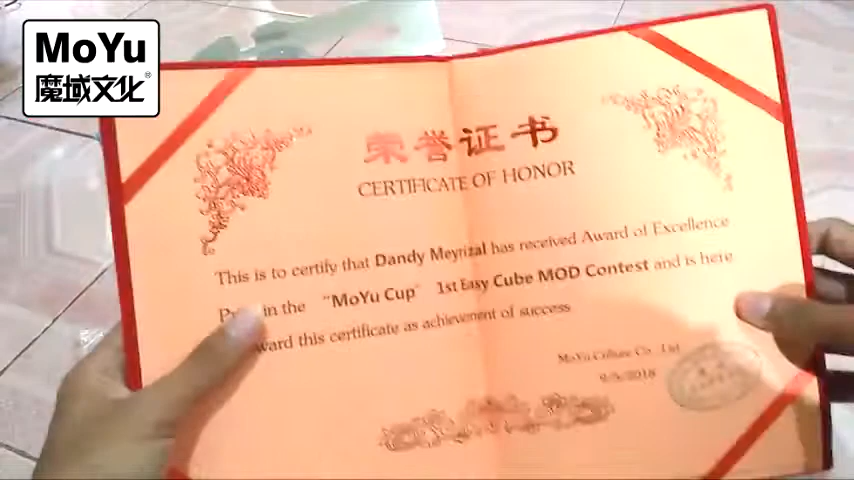 MoYu
魔域文化®
荣誉证书
CERTIFICATE OF HONOR
This is to certify that Dandy Meyrizal has received Award of Excellence
in the "MoYu Cup" 1st Easy Cube MOD Contest and is here
ward this certificate as achievement of success
MoYu Culture Co., Ltd